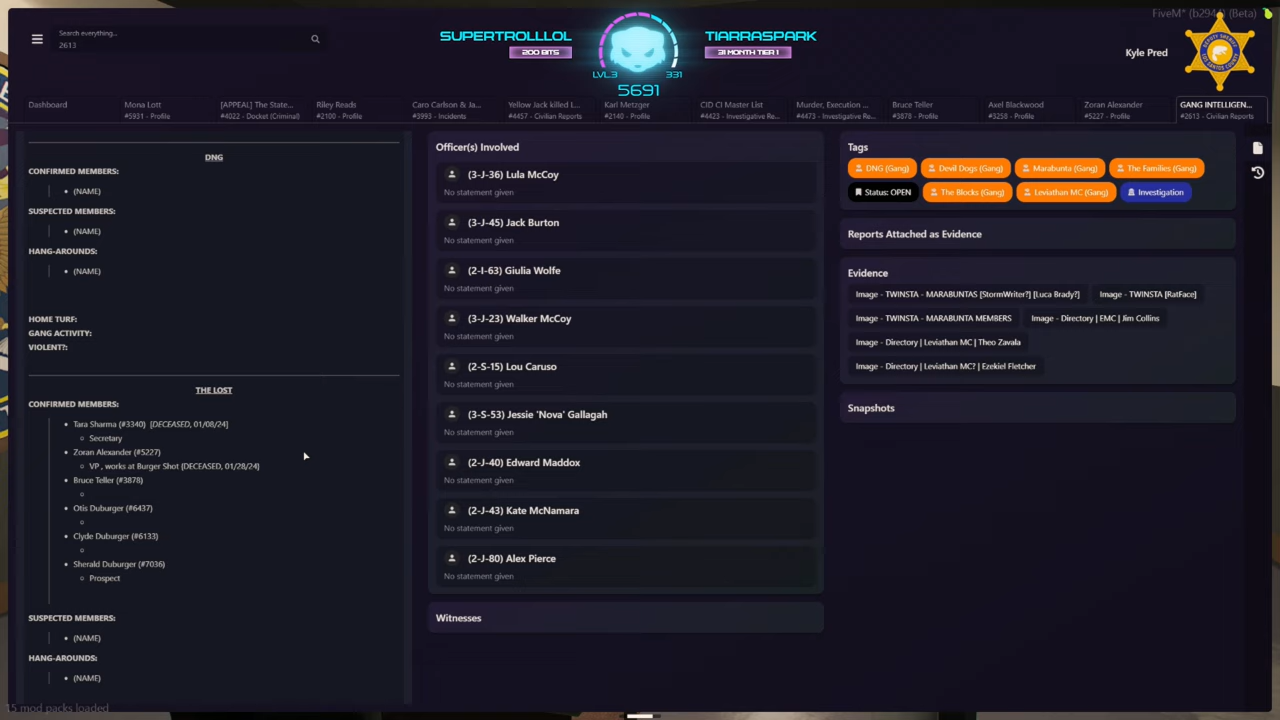 FiveM* (b294 (Beta)
Search everything...
2613
SUPERTROLLLOL
200 BITS
LVL3
331
5691
TIARRASPARK
31 MONTH TIER 1
Kyle Pred
Dashboard
Mona Lott
#5931 - Profile
[APPEAL] The State...
#4022 - Docket (Criminal)
Riley Reads
#2100 - Profile
Caro Carlson & Ja...
#3993 - Incidents
Yellow Jack killed I...
#4457 - Civilian Reports
Karl Metzger
#2140 - Profile
CID CI Master List
#4423 - Investigative Re...
Murder, Execution ...
#4473 - Investigative Re...
Bruce Teller
#3878 - Profile
Axel Blackwood
#3258 - Profile
Zoran Alexander
#5227 - Profile
GANG INTELLIGEN...
#2613 - Civilian Reports
DNG
CONFIRMED MEMBERS:
(NAME)
SUSPECTED MEMBERS:
(NAME)
HANG-AROUNDS:
(NAME)
HOME TURF:
GANG ACTIVITY:
VIOLENT?:
THE LOST
CONFIRMED MEMBERS:
Tara Sharma (#3340) [DECEASED, 01/08/24]
Secretary
Zoran Alexander (#5227)
VP , works at Burger Shot (DECEASED, 01/28/24)
Bruce Teller (#3878)
Otis Duburger (#6437)
Clyde Duburger (#6133)
Sherald Duburger (#7036)
Prospect
SUSPECTED MEMBERS:
(NAME)
HANG-AROUNDS:
(NAME)
15 mod packs loaded
Officer(s) Involved
(3-J-36) Lula McCoy
No statement given
(3-J-45) Jack Burton
No statement given
(2-I-63) Giulia Wolfe
No statement given
(3-J-23) Walker McCoy
No statement given
(2-S-15) Lou Caruso
No statement given
(3-S-53) Jessie 'Nova' Gallagah
No statement given
(2-J-40) Edward Maddox
No statement given
(2-J-43) Kate McNamara
No statement given
(2-J-80) Alex Pierce
No statement given
Witnesses
Tags
DNG (Gang)
Devil Dogs (Gang)
Marabunta (Gang)
The Families (Gang)
Status: OPEN
The Blocks (Gang)
Leviathan MC (Gang)
Investigation
Reports Attached as Evidence
Evidence
Image - TWINSTA - MARABUNTAS [StormWriter?] [Luca Brady?]
Image - TWINSTA [RatFace]
Image - TWINSTA - MARABUNTA MEMBERS
Image - Directory | EMC | Jim Collins
Image - Directory | Leviathan MC | Theo Zavala
Image - Directory | Leviathan MC? | Ezekiel Fletcher
Snapshots